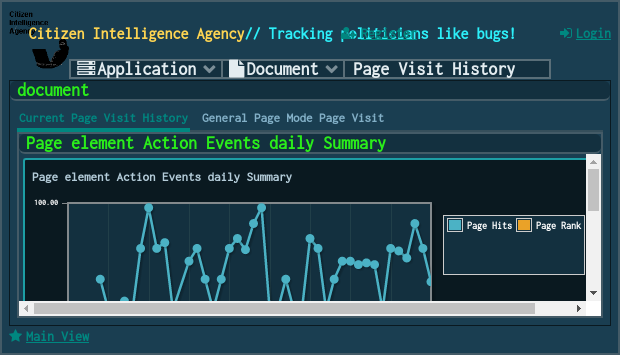 Citizen
Intelligence
Agency
Citizen Intelligence Agency// Tracking politicians like bugs!
Register
Login
Application
Document
Page Visit History
document
Current Page Visit History
General Page Mode Page Visit
Page element Action Events daily Summary
Page element Action Events daily Summary
100.00
Page Hits
Page Rank
Main View